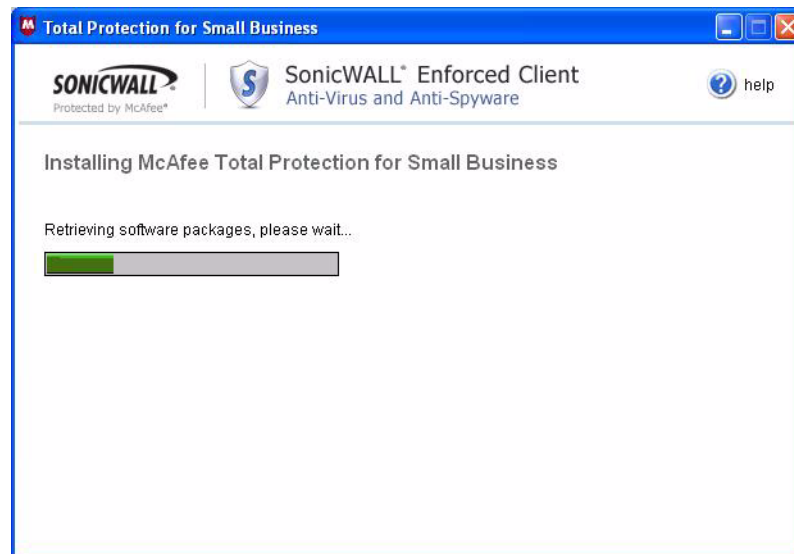 Total Protection for Small Business
SONICWALL
Protected by McAfee*
SonicWALL* Enforced Client
Anti-Virus and Anti-Spyware
help
Installing McAfee Total Protection for Small Business
Retrieving software packages, please wait...